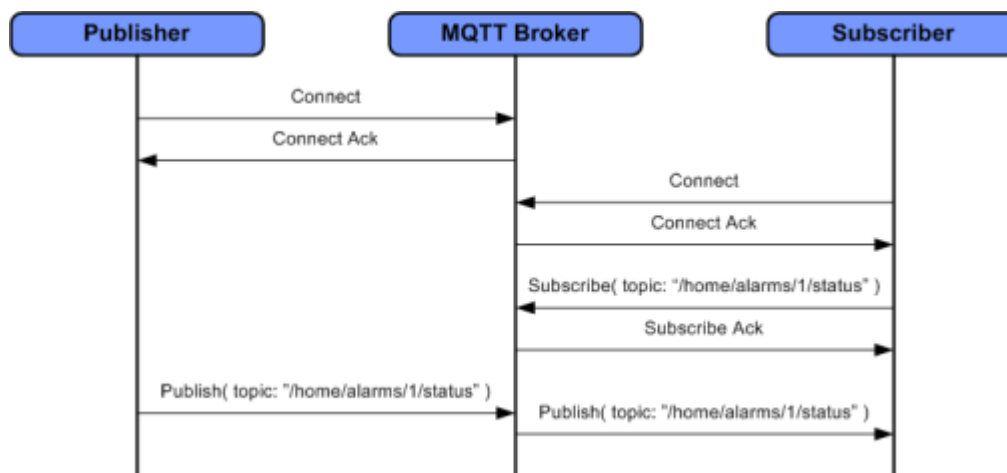 Publisher
MQTT Broker
Subscriber
Connect
Connect Ack
Connect
Connect Ack
Subscribe( topic: "/home/alarms/1/status" )
Subscribe Ack
Publish( topic: "/home/alarms/1/status" )
Publish( topic: "/home/alarms/1/status" )